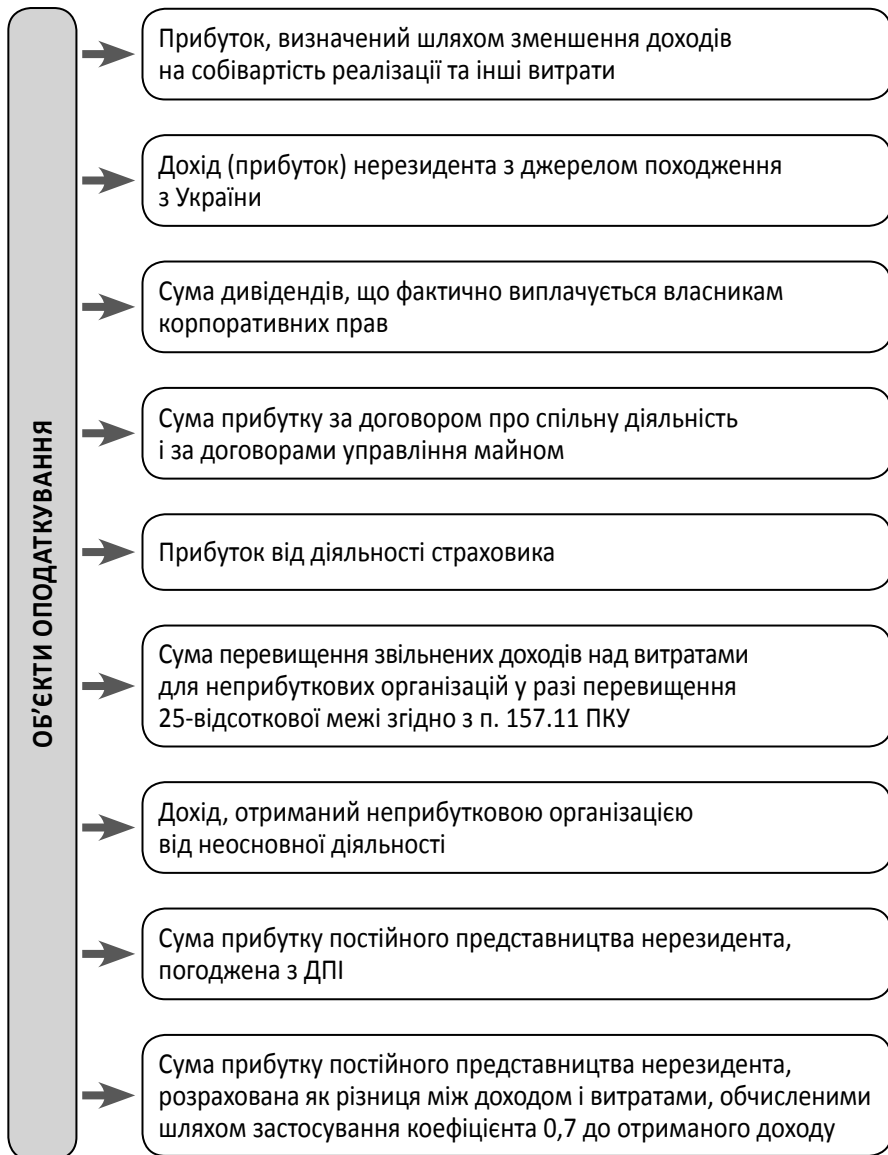 ОБ’ЄКТИ ОПОДАТКУВАННЯ
Прибуток, визначений шляхом зменшення доходів
на собівартість реалізації та інші витрати
Дохід (прибуток) нерезидента з джерелом походження
з України
Сума дивідендів, що фактично виплачується власникам
корпоративних прав
Сума прибутку за договором про спільну діяльність
і за договорами управління майном
Прибуток від діяльності страховика
Сума перевищення звільнених доходів над витратами
для неприбуткових організацій у разі перевищення
25-відсоткової межі згідно з п. 157.11 ПКУ
Дохід, отриманий неприбутковою організацією
від неосновної діяльності
Сума прибутку постійного представництва нерезидента,
погоджена з ДПІ
Сума прибутку постійного представництва нерезидента,
розрахована як різниця між доходом і витратами, обчисленими
шляхом застосування коефіцієнта 0,7 до отриманого доходу